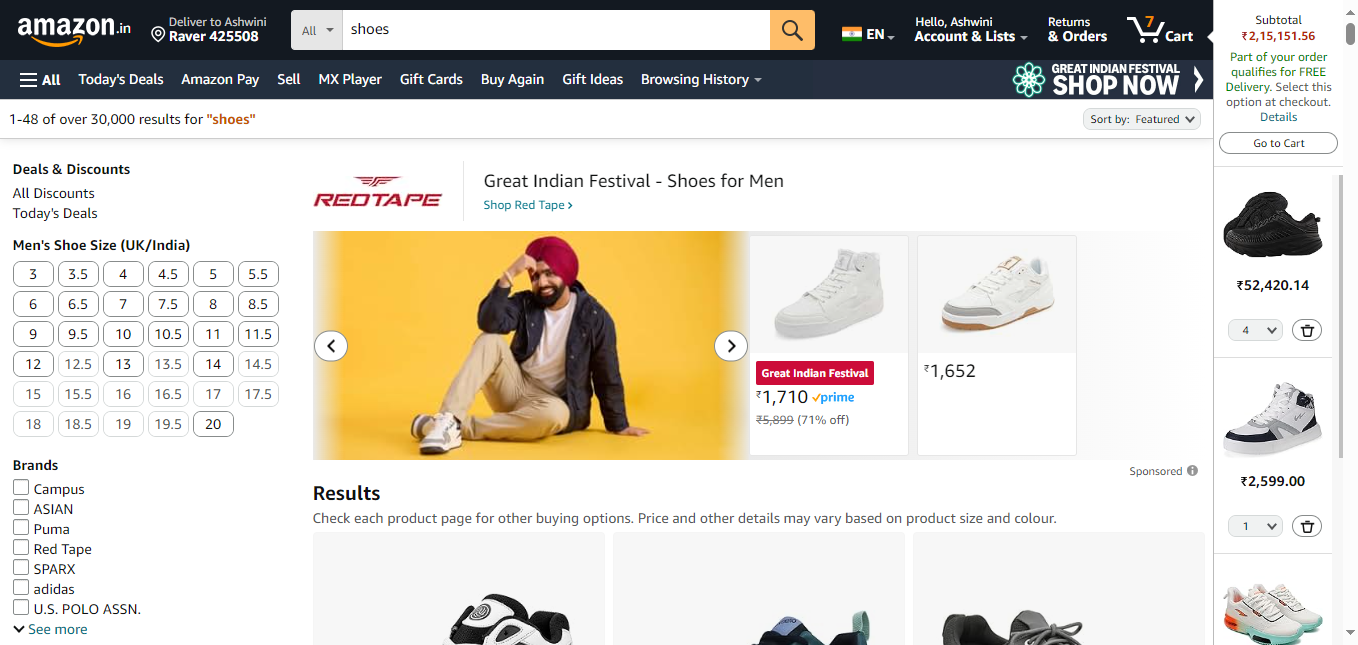 amazon.in
Deliver to Ashwini
Raver 425508
All
shoes
EN
Hello, Ashwini
Account & Lists
Returns
& Orders
7
Cart
All
Today's Deals
Amazon Pay
Sell
MX Player
Gift Cards
Buy Again
Gift Ideas
Browsing History
GREAT INDIAN FESTIVAL
SHOP NOW
1-48 of over 30,000 results for "shoes"
Sort by: Featured
Deals & Discounts
All Discounts
Today's Deals
Men's Shoe Size (UK/India)
3 3.5 4 4.5 5 5.5
6 6.5 7 7.5 8 8.5
9 9.5 10 10.5 11 11.5
12 12.5 13 13.5 14 14.5
15 15.5 16 16.5 17 17.5
18 18.5 19 19.5 20
Brands
Campus
ASIAN
Puma
Red Tape
SPARX
adidas
U.S. POLO ASSN.
See more
REDTAPE
Great Indian Festival - Shoes for Men
Shop Red Tape ›
Great Indian Festival
₹1,710 prime
₹5,899 (71% off)
₹1,652
Sponsored
Results
Check each product page for other buying options. Price and other details may vary based on product size and colour.
Subtotal
₹2,15,151.56
Part of your order
qualifies for FREE
Delivery. Select this
option at checkout.
Details
Go to Cart
₹52,420.14
4
₹2,599.00
1